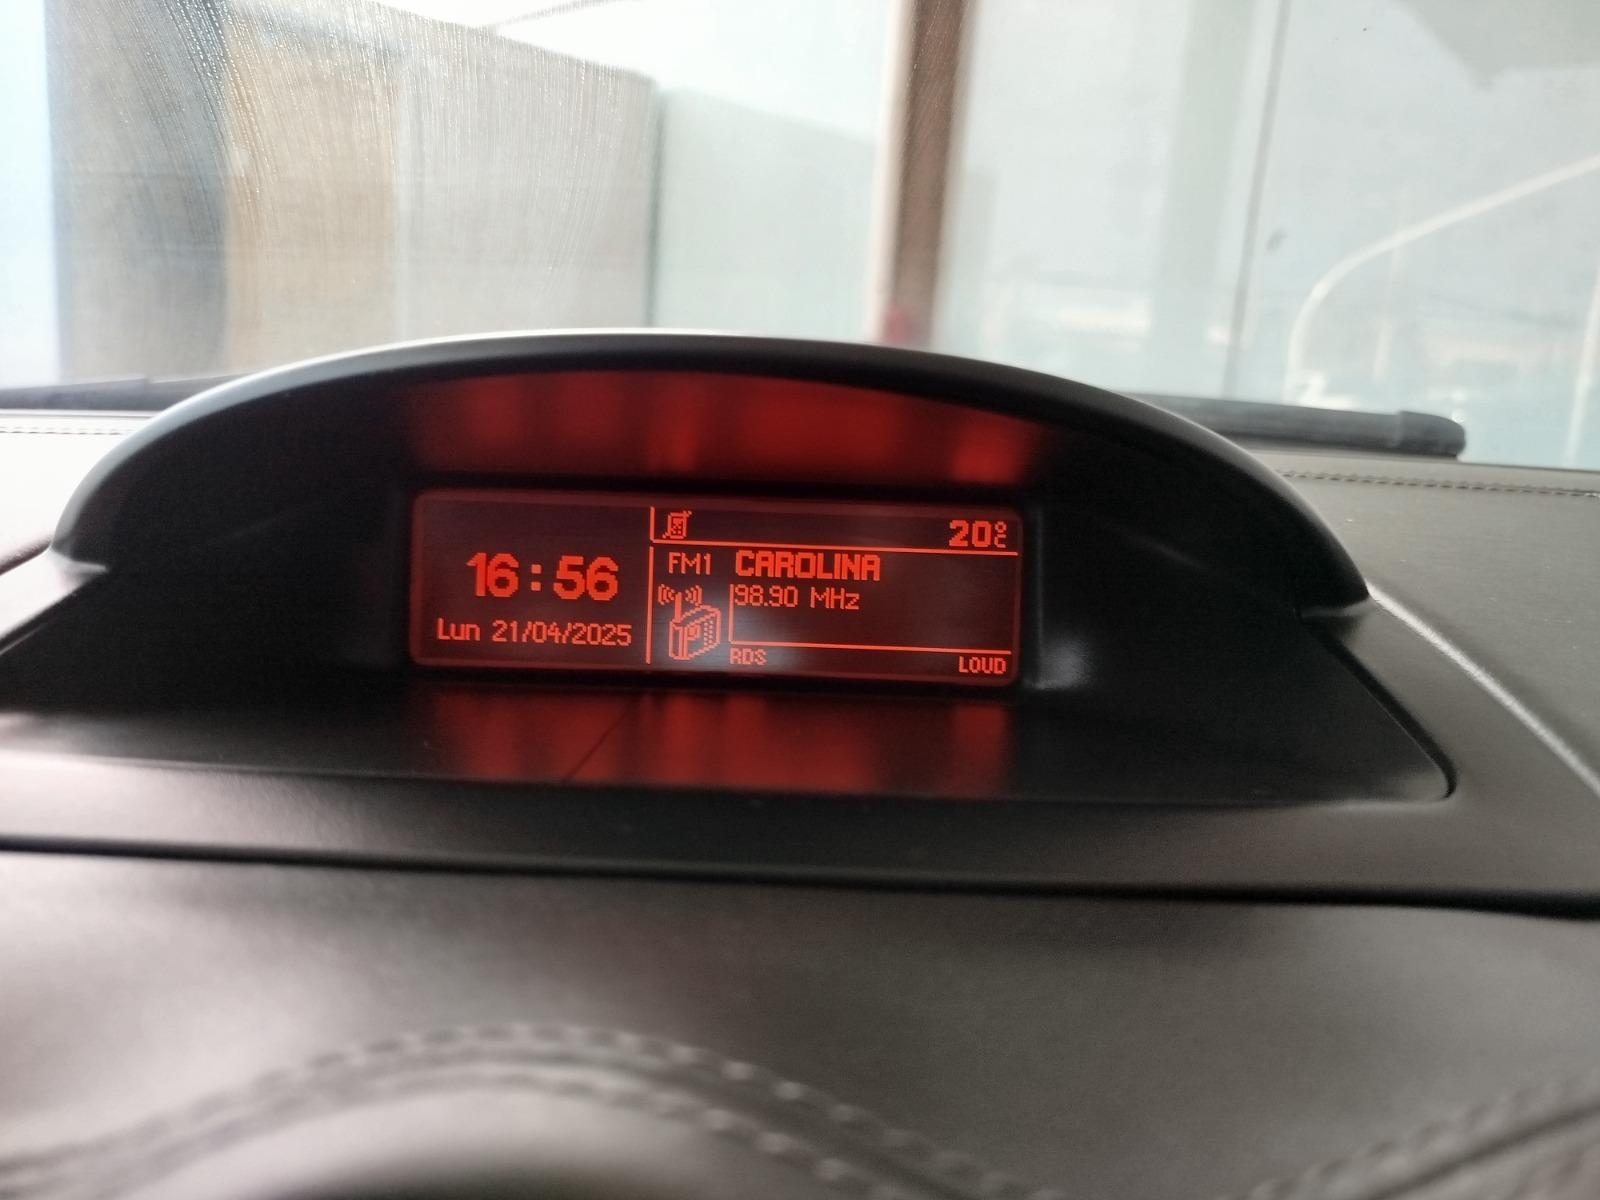 16:56
Lun 21/04/2025
20°C
FM1 CAROLINA
98.90 MHz
RDS LOUD